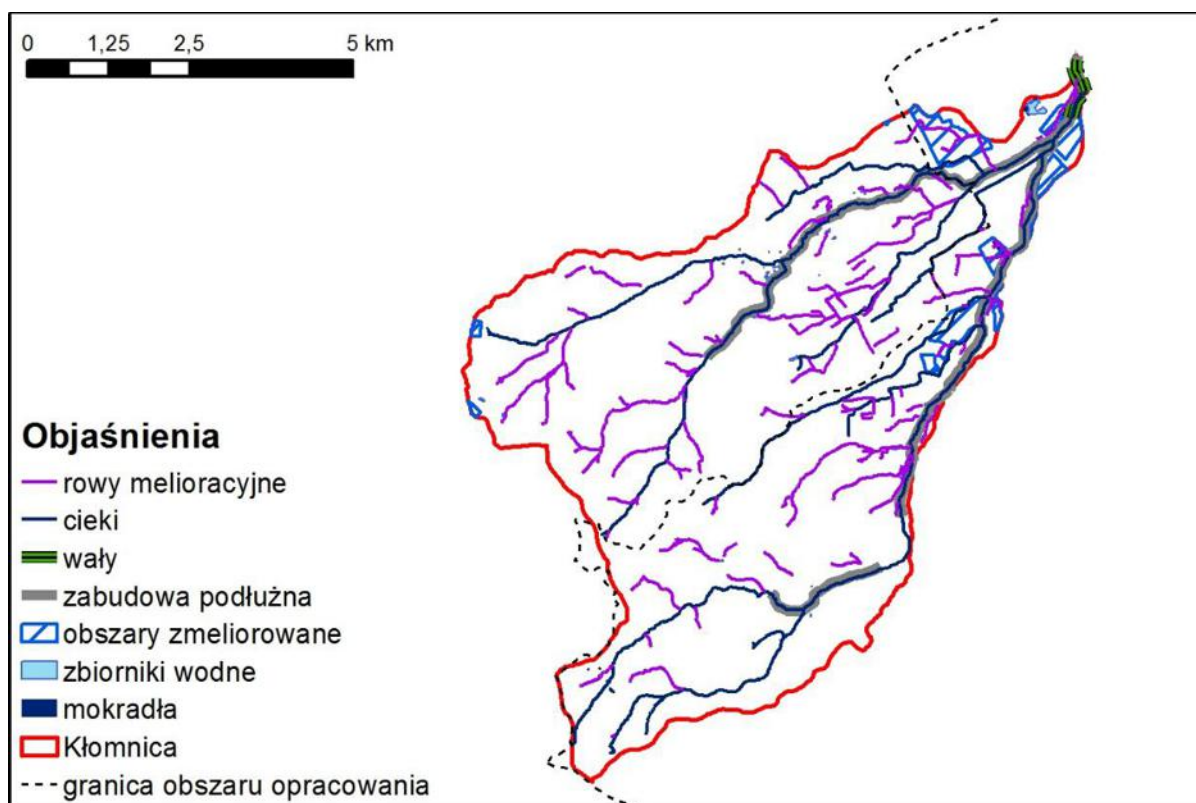 0 1,25 2,5 5 km
Objaśnienia
rowy melioracyjne
cieki
wały
zabudowa podłużna
obszary zmeliorowane
zbiorniki wodne
mokradła
Kłomnica
granica obszaru opracowania